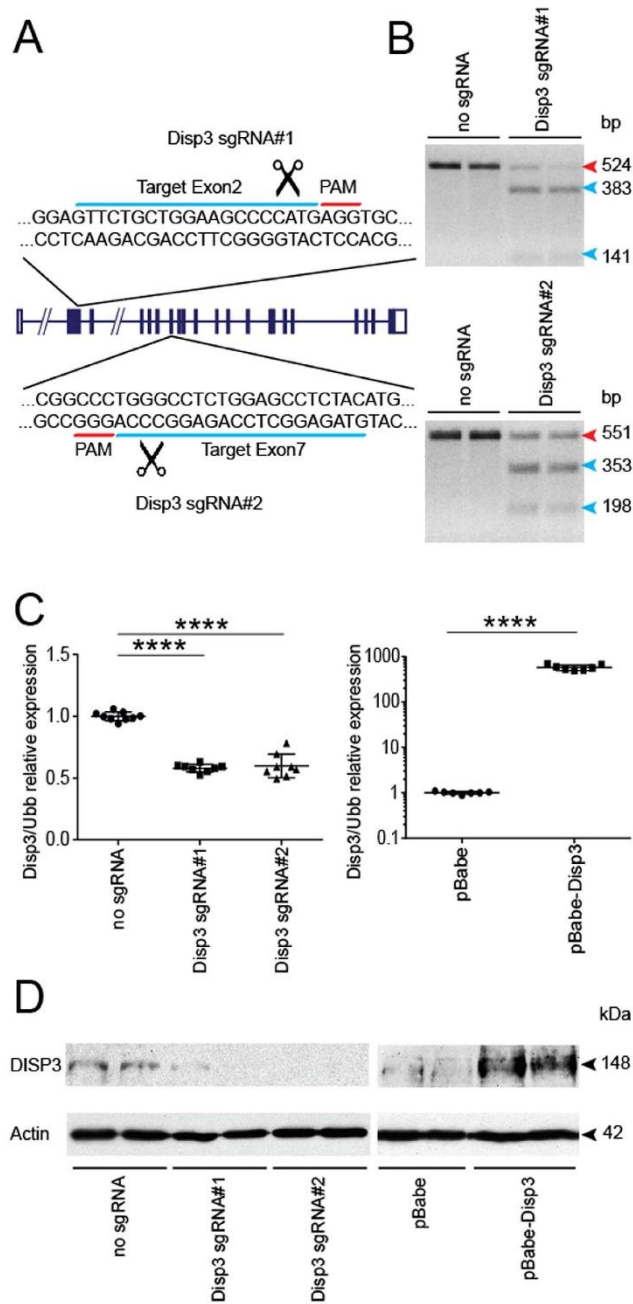 A
Disp3 sgRNA#1
Target Exon2 PAM
...GGAGTTCTGCTGGAAGCCCCATGAGGTGC...
...CCTCAAGACGACCTTCGGGGTACTCCACG...
...CGGCCCTGGGCCTCTGGAGCCTCTACATG...
...GCCGGGACCCGGAGACCTCGGAGATGTAC...
PAM Target Exon7
Disp3 sgRNA#2
B
no sgRNA
Disp3 sgRNA#1
bp
524
383
141
no sgRNA
Disp3 sgRNA#2
bp
551
353
198
C
Disp3/Ubb relative expression
1.5
1.0
0.5
0.0
****
****
no sgRNA
Disp3 sgRNA#1
Disp3 sgRNA#2
Disp3/Ubb relative expression
1000
100
10
1
0.1
****
pBabe
pBabe-Disp3
D
kDa
DISP3
148
Actin
42
no sgRNA
Disp3 sgRNA#1
Disp3 sgRNA#2
pBabe
pBabe-Disp3